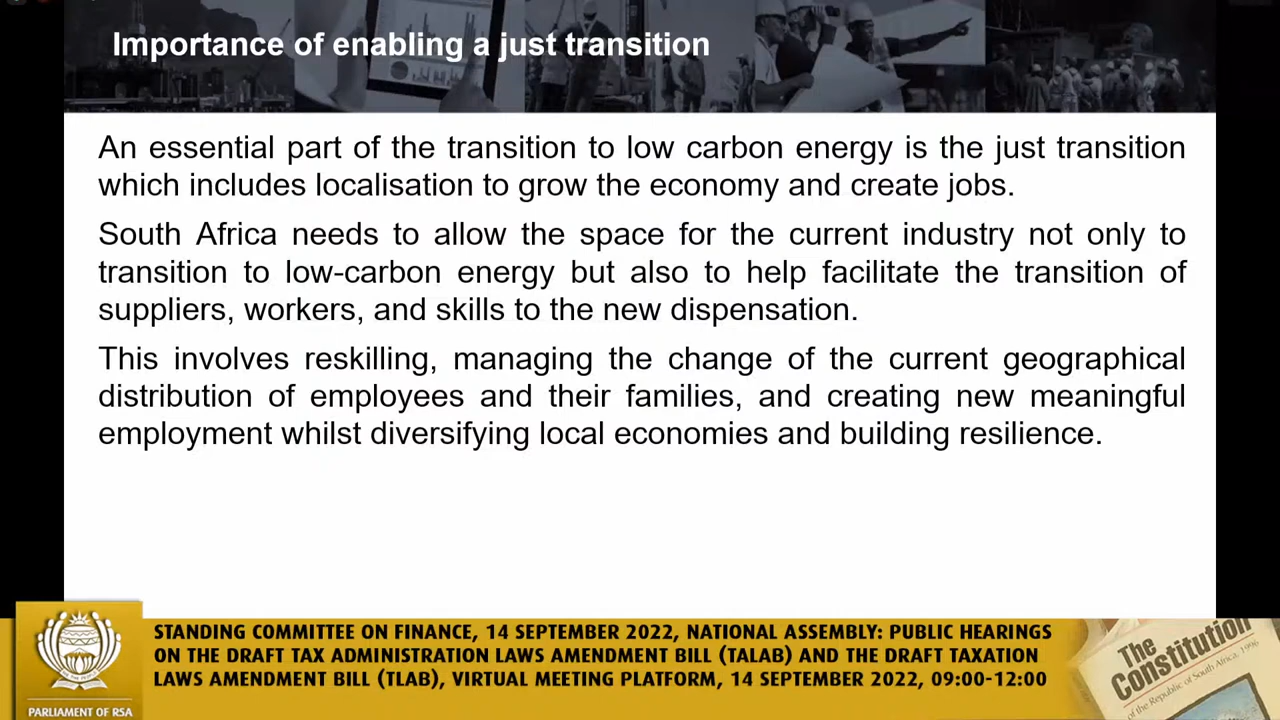 Importance of enabling a just transition
An essential part of the transition to low carbon energy is the just transition
which includes localisation to grow the economy and create jobs.
South Africa needs to allow the space for the current industry not only to
transition to low-carbon energy but also to help facilitate the transition of
suppliers, workers, and skills to the new dispensation.
This involves reskilling, managing the change of the current geographical
distribution of employees and their families, and creating new meaningful
employment whilst diversifying local economies and building resilience.
STANDING COMMITTEE ON FINANCE, 14 SEPTEMBER 2022, NATIONAL ASSEMBLY: PUBLIC HEARINGS
ON THE DRAFT TAX ADMINISTRATION LAWS AMENDMENT BILL (TALAB) AND THE DRAFT TAXATION
LAWS AMENDMENT BILL (TLAB), VIRTUAL MEETING PLATFORM, 14 SEPTEMBER 2022, 09:00-12:00
PARLIAMENT OF RSA
The
Constitution
of the Republic of South Africa, 1996